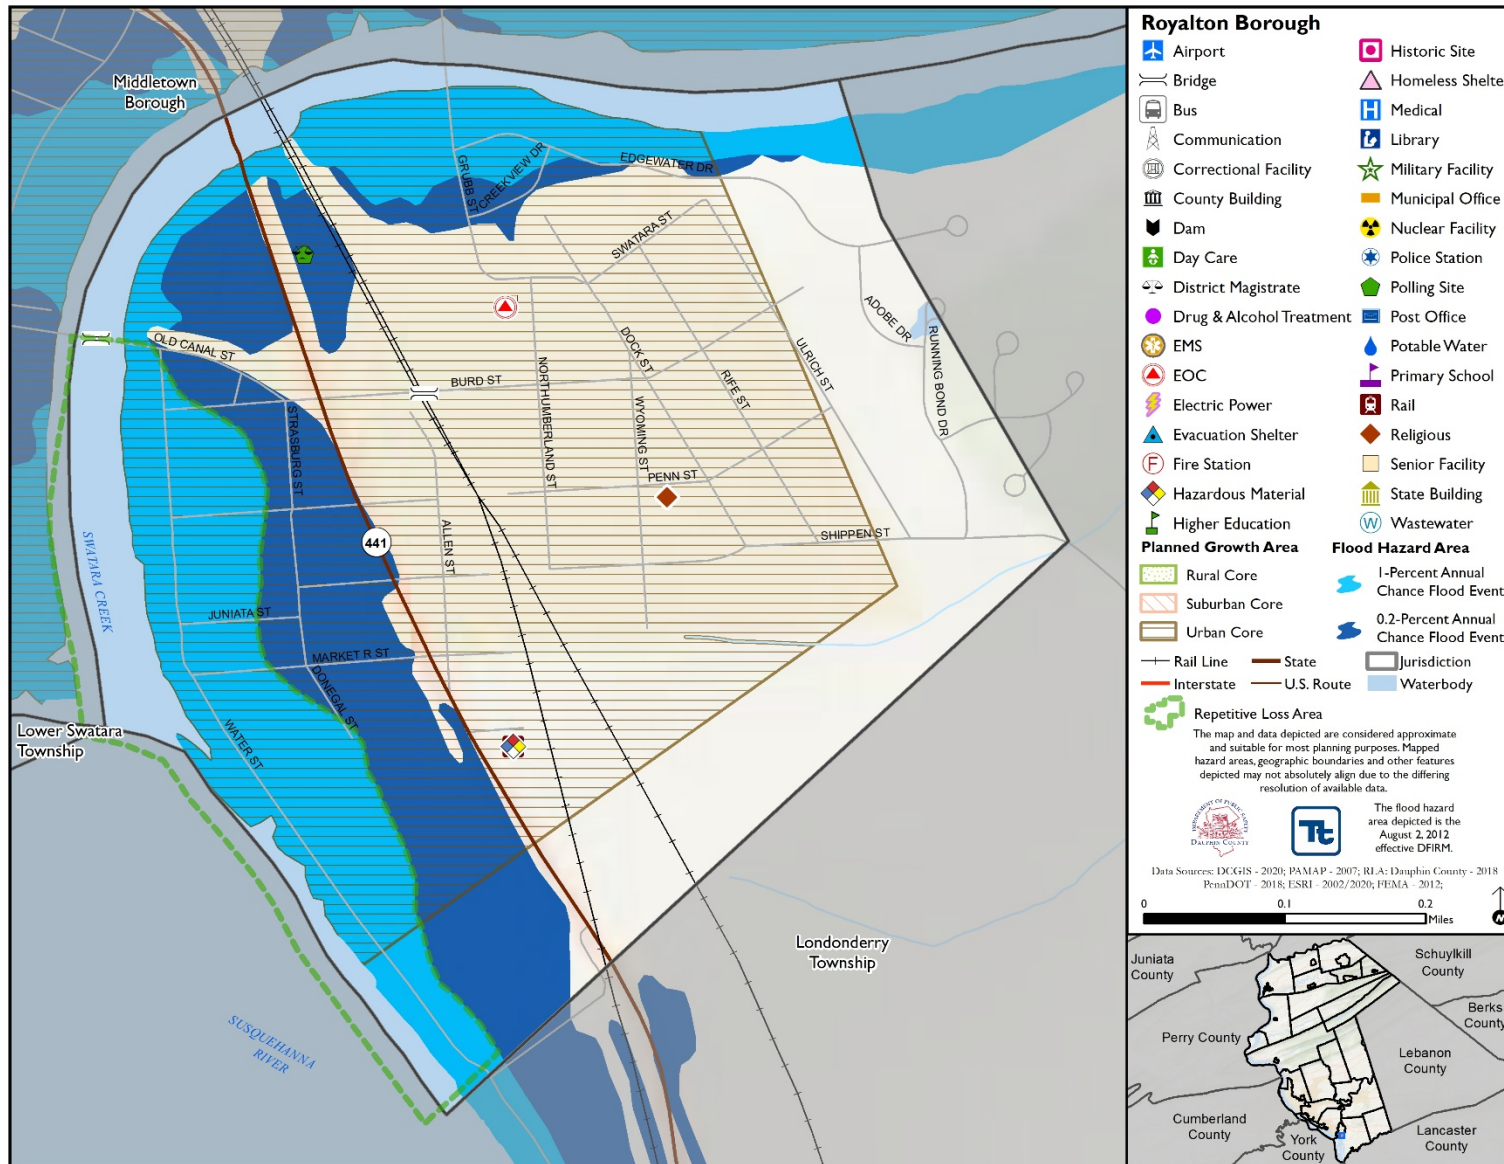 Middletown
Borough
GRUBB ST
CREEKVIEW DR
EDGEWATER DR
SWATARA ST
ADOBE DR
RUNNING BOND DR
ULRICH ST
DOCK ST
RIFE ST
OLD CANAL ST
BURD ST
NORTHUMBERLAND ST
WYOMING ST
STRASBURG ST
PENN ST
SHIPPEN ST
441
ALLEN ST
SWATARA CREEK
JUNIATA ST
MARKET R ST
DONEGAL ST
WATER ST
Lower Swatara
Township
Londonderry
Township
SUSQUEHANNA
RIVER
Royalton Borough
Airport
Bridge
Bus
Communication
Correctional Facility
County Building
Dam
Day Care
District Magistrate
Drug & Alcohol Treatment
EMS
EOC
Electric Power
Evacuation Shelter
F Fire Station
Hazardous Material
Higher Education
Historic Site
Homeless Shelte
H Medical
Library
Military Facility
Municipal Office
Nuclear Facility
Police Station
Polling Site
Post Office
Potable Water
Primary School
Rail
Religious
Senior Facility
State Building
W Wastewater
Planned Growth Area
Rural Core
Suburban Core
Urban Core
Flood Hazard Area
1-Percent Annual
Chance Flood Event
0.2-Percent Annual
Chance Flood Event
Rail Line
State
Jurisdiction
Interstate
U.S. Route
Waterbody
Repetitive Loss Area
The map and data depicted are considered approximate
and suitable for most planning purposes. Mapped
hazard areas, geographic boundaries and other features
depicted may not absolutely align due to the differing
resolution of available data.
DEPARTMENT OF PUBLIC SAFETY
DAUPHIN COUNTY
Tt
The flood hazard
area depicted is the
August 2, 2012
effective DFIRM.
Data Sources: DCGIS - 2020; PAMAP - 2007; RLA: Dauphin County - 2018
PennDOT - 2018; ESRI - 2002/2020; FEMA - 2012;
0 0.1 0.2
Miles
N
Juniata
County
Schuylkill
County
Berks
County
Perry County
Lebanon
County
Cumberland
County
York
County
Lancaster
County